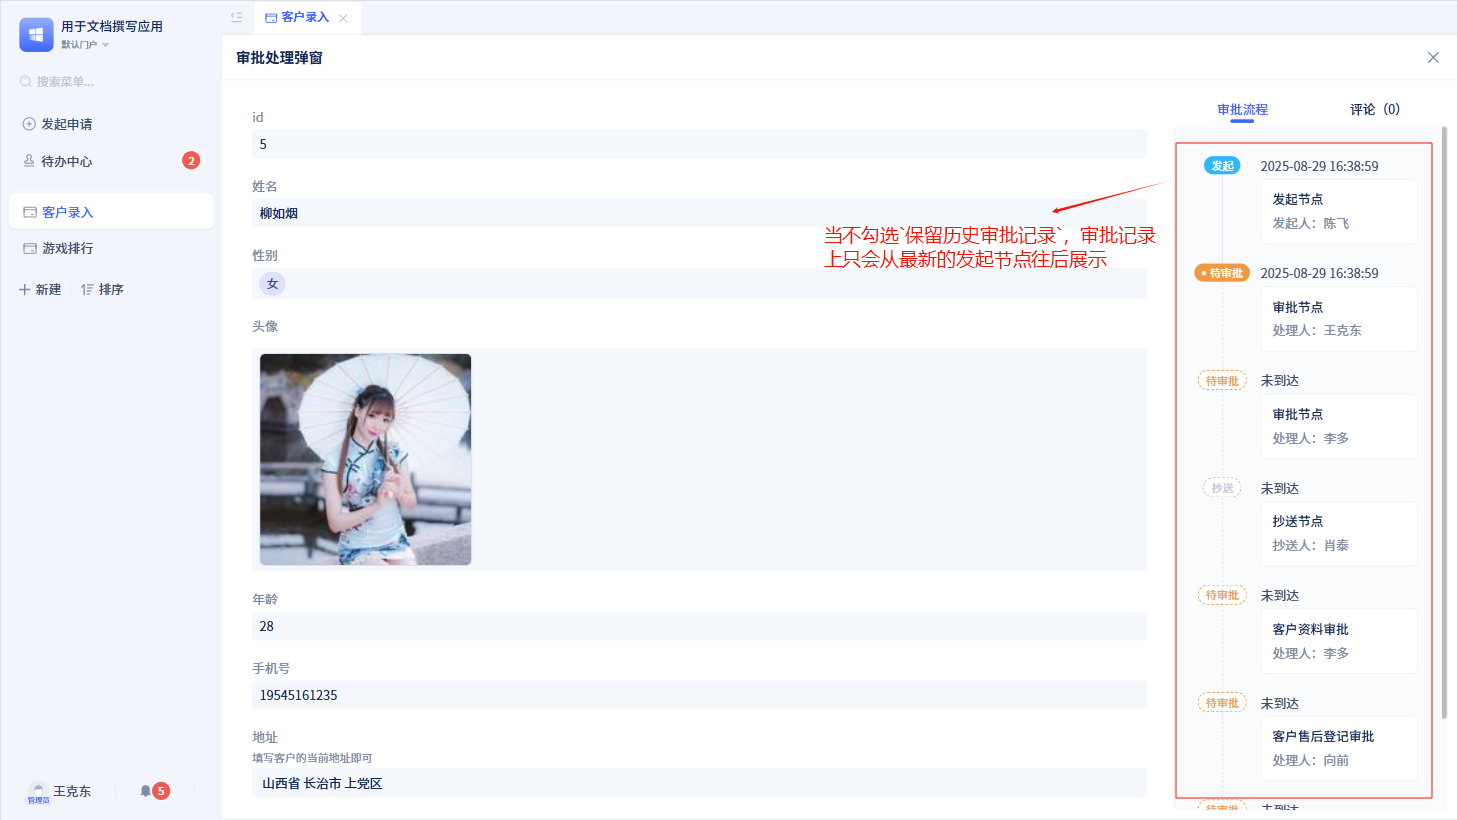 用于文档撰写应用
默认门户
搜索菜单...
发起申请
待办中心
2
客户录入
游戏排行
新建
排序
王克东
管理员
5
客户录入
审批处理弹窗
id
5
姓名
柳如烟
性别
女
头像
年龄
28
手机号
19545161235
地址
填写客户的当前地址即可
山西省 长治市 上党区
当不勾选`保留历史审批记录`，审批记录
上只会从最新的发起节点往后展示
审批流程
评论（0）
发起
2025-08-29 16:38:59
发起节点
发起人：陈飞
待审批
2025-08-29 16:38:59
审批节点
处理人：王克东
待审批
未到达
审批节点
处理人：李多
抄送
未到达
抄送节点
抄送人：肖泰
待审批
未到达
客户资料审批
处理人：李多
待审批
未到达
客户售后登记审批
处理人：向前
待审批
未到达